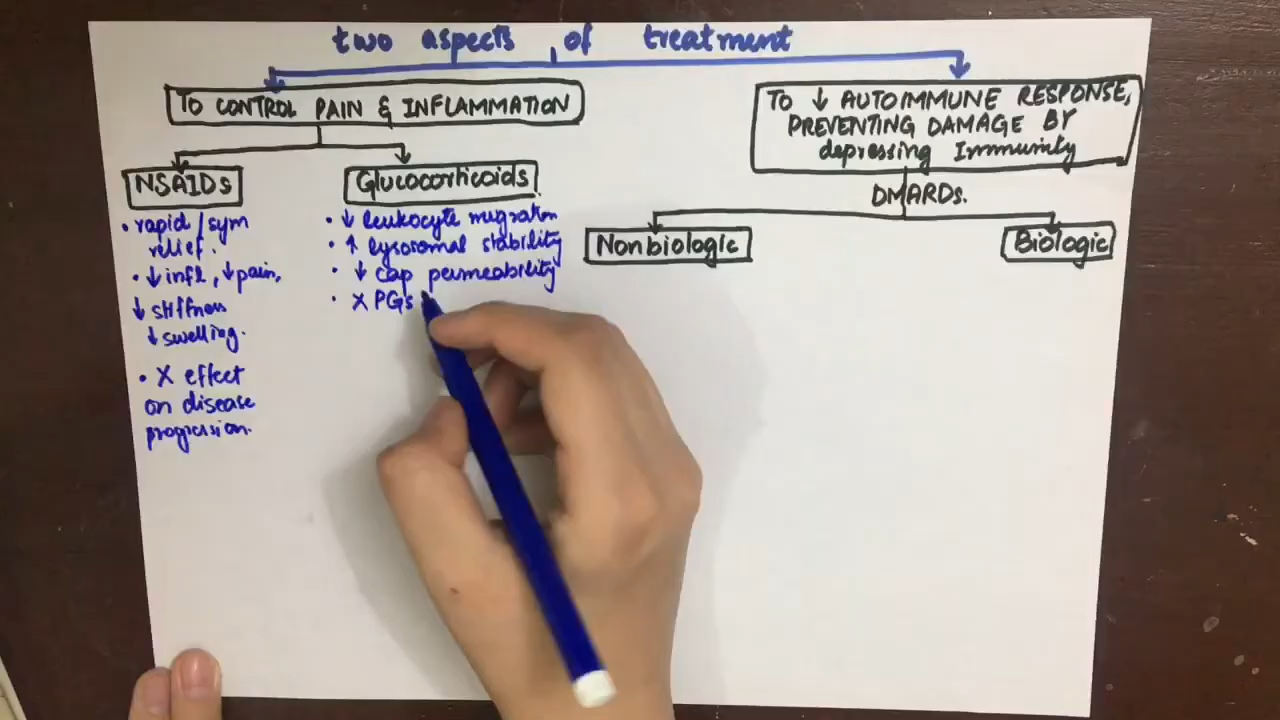 two aspects of treatment
TO CONTROL PAIN & INFLAMMATION
NSAIDs
• rapid/sym
relief.
• ↓infl, ↓pain,
↓ stiffness
↓ swelling.
• X effect
on disease
progression.
Glucocorticoids
• ↓ leukocyte migration
• ↑ lysosomal stability
• ↓ cap permeability
• X PGs
TO ↓ AUTOIMMUNE RESPONSE,
PREVENTING DAMAGE BY
depressing Immunity
DMARDs.
Nonbiologic
Biologic